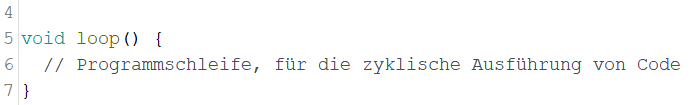 4
5 void loop() {
6 // Programmschleife, für die zyklische Ausführung von Code
7 }